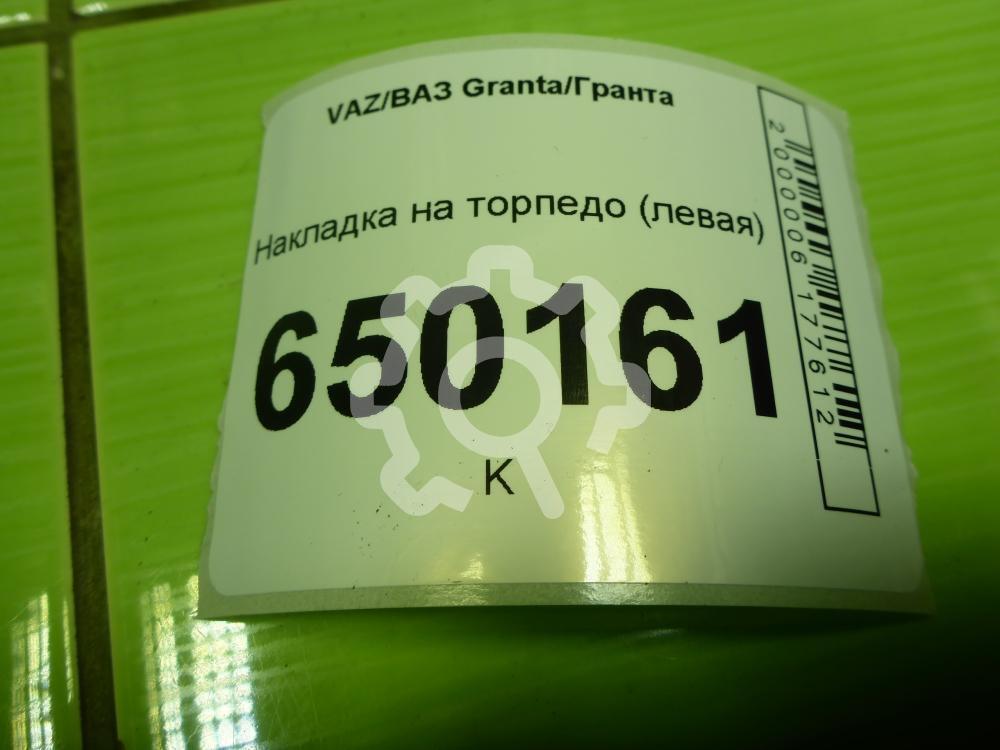 VAZ/ВАЗ Granta/Гранта
Накладка на торпедо (левая)
650161
К
2000006177612